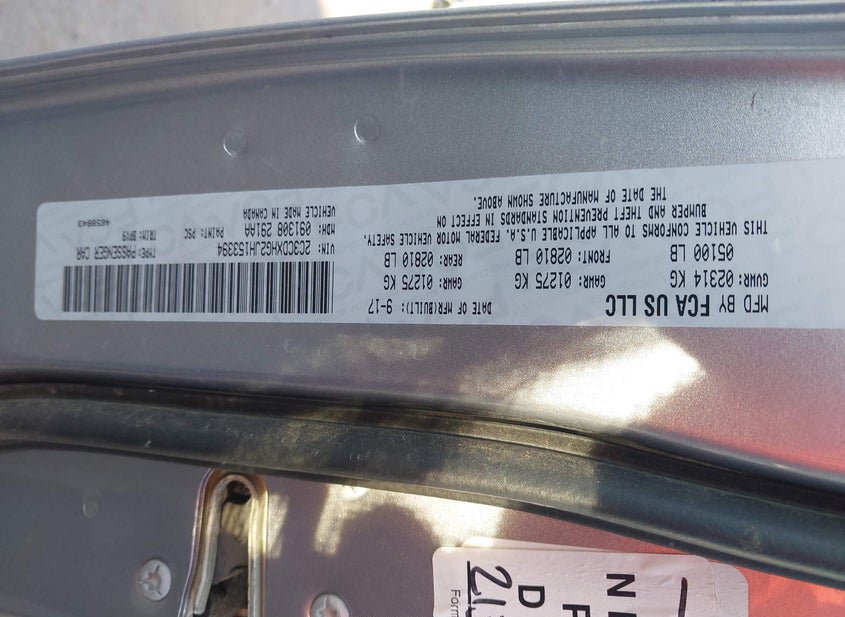 MFD BY FCA US LLC DATE OF MFR(BUILT): 9-17
GVWR: 02314 KG GAWR: 01275 KG GAWR: 01275 KG
05100 LB FRONT: 02810 LB REAR: 02810 LB
THIS VEHICLE CONFORMS TO ALL APPLICABLE U.S.A. FEDERAL MOTOR VEHICLE SAFETY,
BUMPER AND THEFT PREVENTION STANDARDS IN EFFECT ON
THE DATE OF MANUFACTURE SHOWN ABOVE.
VIN: 2C3CDXHG2JH153394 TYPE: PASSENGER CAR
MDH: 091308 291AA PAINT: PSC TRIM: BPX9
VEHICLE MADE IN CANADA 4658843
Form